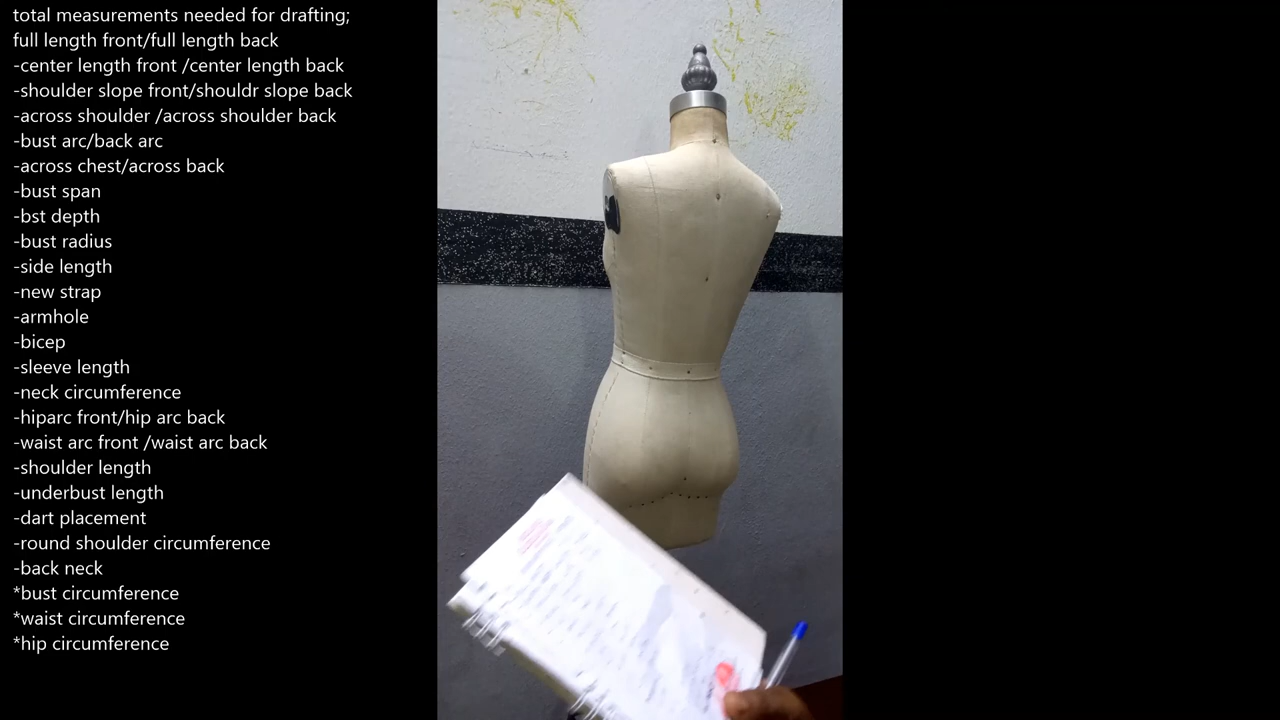 total measurements needed for drafting;
full length front/full length back
-center length front /center length back
-shoulder slope front/shouldr slope back
-across shoulder /across shoulder back
-bust arc/back arc
-across chest/across back
-bust span
-bst depth
-bust radius
-side length
-new strap
-armhole
-bicep
-sleeve length
-neck circumference
-hiparc front/hip arc back
-waist arc front /waist arc back
-shoulder length
-underbust length
-dart placement
-round shoulder circumference
-back neck
*bust circumference
*waist circumference
*hip circumference